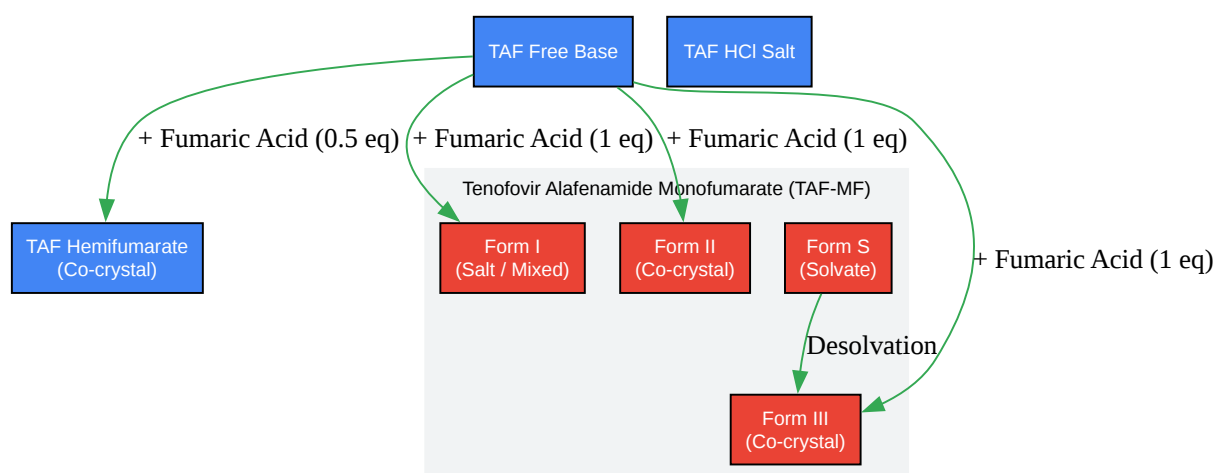 TAF Free Base
TAF HCl Salt
+ Fumaric Acid (0.5 eq)
+ Fumaric Acid (1 eq)
+ Fumaric Acid (1 eq)
Tenofovir Alafenamide Monofumarate (TAF-MF)
TAF Hemifumarate
(Co-crystal)
Form I
(Salt / Mixed)
Form II
(Co-crystal)
Form S
(Solvate)
+ Fumaric Acid (1 eq)
Desolvation
Form III
(Co-crystal)